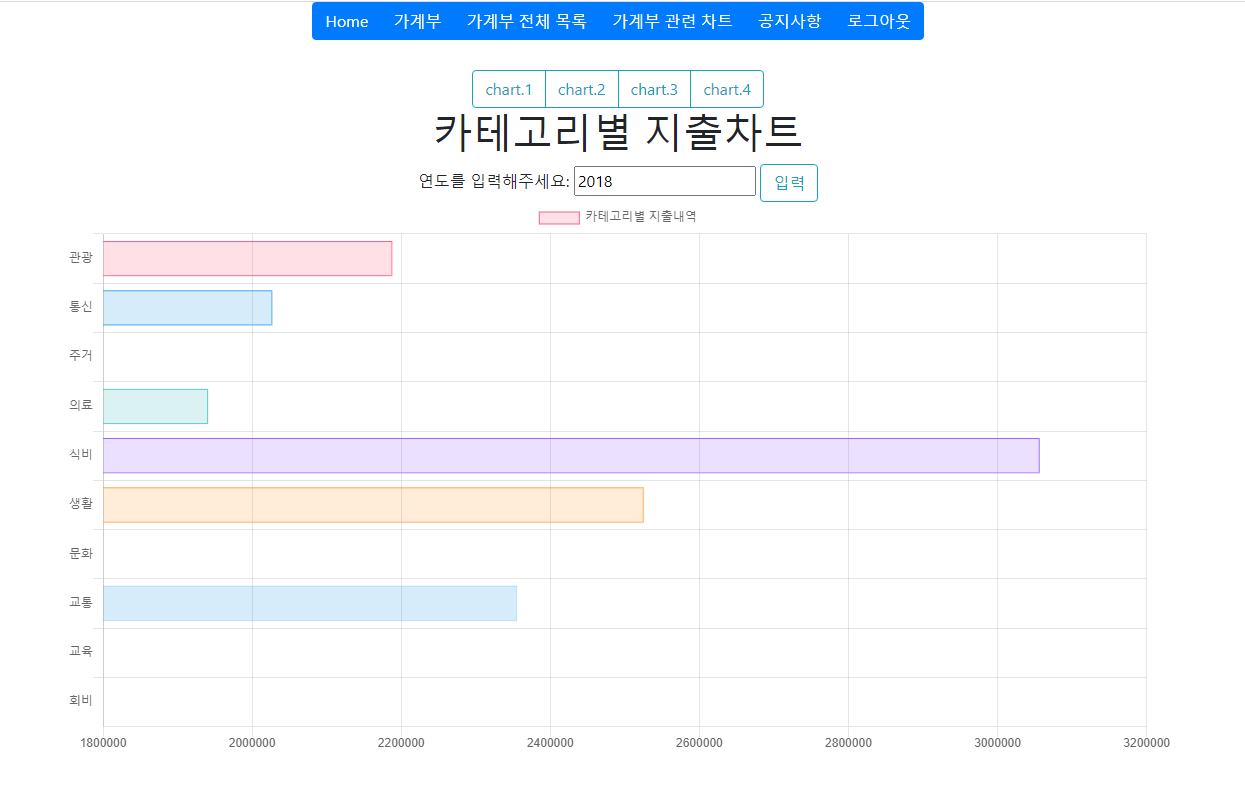 Home 가계부 가계부 전체 목록 가계부 관련 차트 공지사항 로그아웃
chart.1 chart.2 chart.3 chart.4
카테고리별 지출차트
연도를 입력해주세요: 2018 입력
카테고리별 지출내역
관광
통신
주거
의료
식비
생활
문화
교통
교육
회비
1800000 2000000 2200000 2400000 2600000 2800000 3000000 3200000